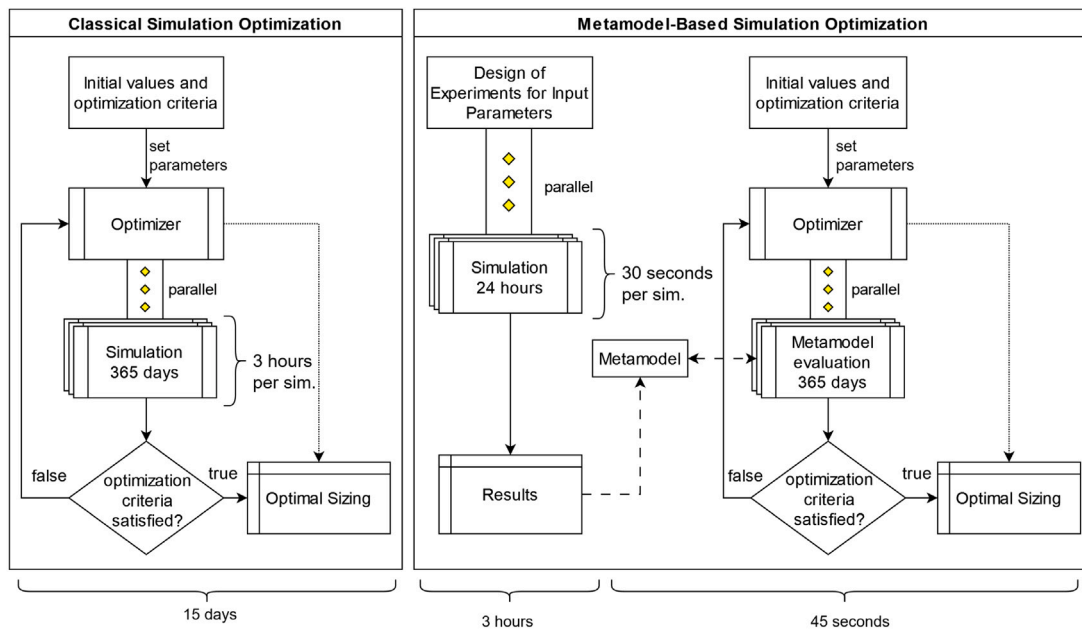 Classical Simulation Optimization
Initial values and
optimization criteria
set
parameters
Optimizer
parallel
Simulation
365 days
3 hours
per sim.
false
true
optimization
criteria
satisfied?
Optimal Sizing
15 days
Metamodel-Based Simulation Optimization
Design of
Experiments for Input
Parameters
parallel
Simulation
24 hours
30 seconds
per sim.
Metamodel
Results
3 hours
Initial values and
optimization criteria
set
parameters
Optimizer
parallel
Metamodel
evaluation
365 days
false
true
optimization
criteria
satisfied?
Optimal Sizing
45 seconds